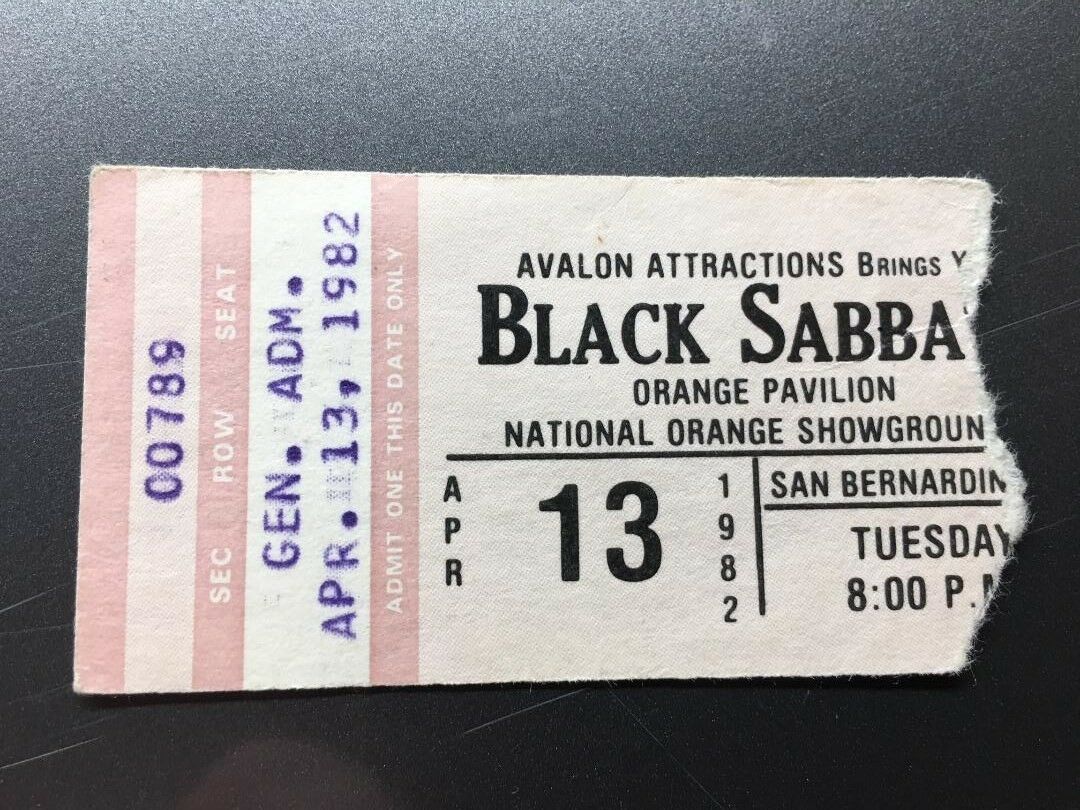 00789
SEC ROW SEAT
GEN. ADM.
APR. 13, 1982
ADMIT ONE THIS DATE ONLY
AVALON ATTRACTIONS BRINGS Y
BLACK SABBA
ORANGE PAVILION
NATIONAL ORANGE SHOWGROUN
APR 13 1982
SAN BERNARDIN
TUESDAY
8:00 P.M